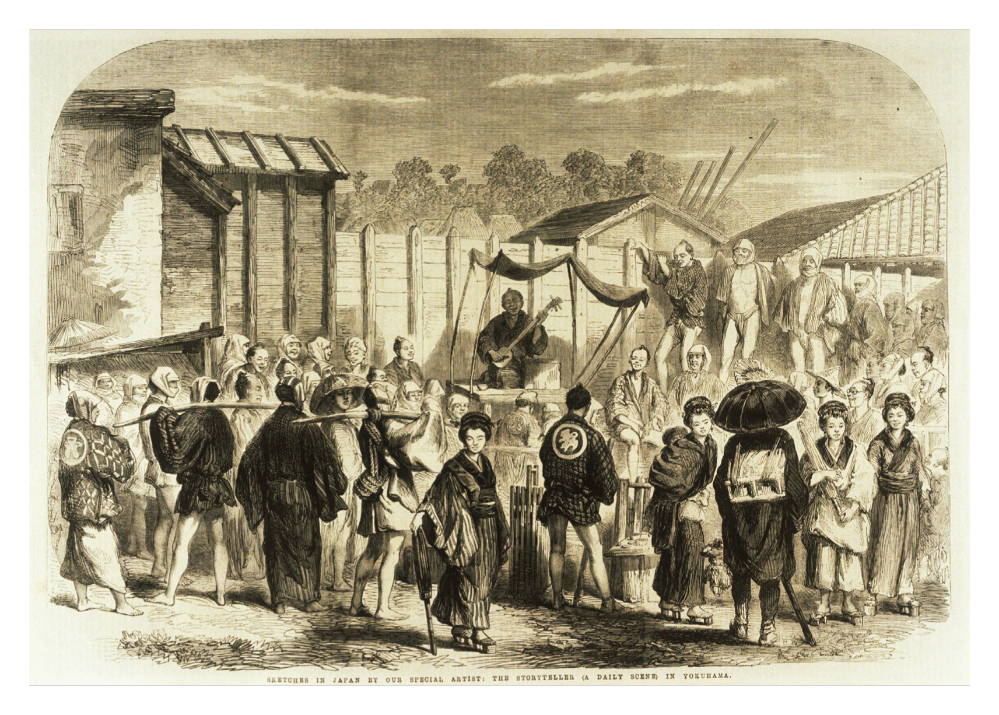 SKETCHES IN JAPAN BY OUR SPECIAL ARTIST: THE STORYTELLER (A DAILY SCENE) IN YOKUHAMA.